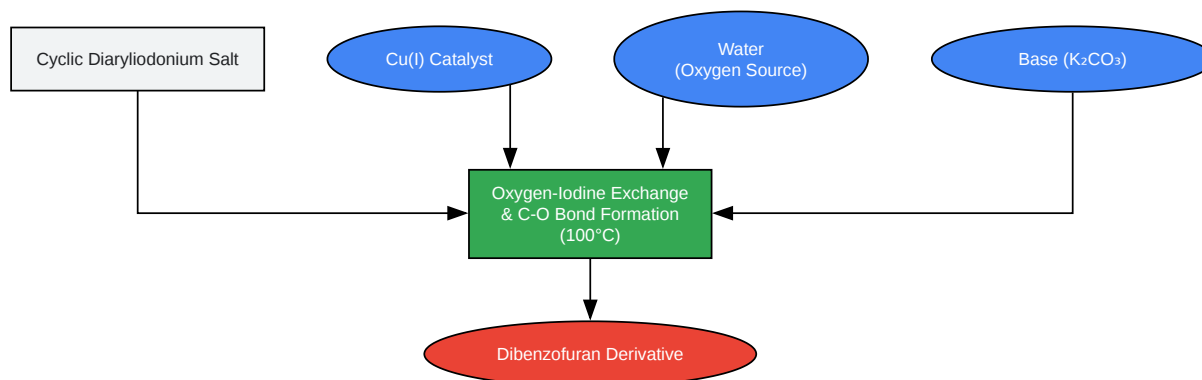 Cyclic Diaryliodonium Salt
Cu(I) Catalyst
Water
(Oxygen Source)
Base (K₂CO₃)
Oxygen-Iodine Exchange
& C-O Bond Formation
(100°C)
Dibenzofuran Derivative